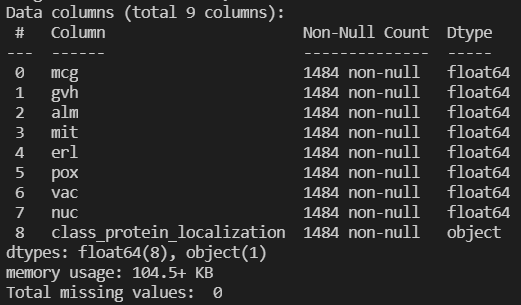 Data columns (total 9 columns):
 #   Column                      Non-Null Count  Dtype
---  ------                      --------------  -----
 0   mcg                         1484 non-null   float64
 1   gvh                         1484 non-null   float64
 2   alm                         1484 non-null   float64
 3   mit                         1484 non-null   float64
 4   erl                         1484 non-null   float64
 5   pox                         1484 non-null   float64
 6   vac                         1484 non-null   float64
 7   nuc                         1484 non-null   float64
 8   class_protein_localization  1484 non-null   object
dtypes: float64(8), object(1)
memory usage: 104.5+ KB
Total missing values:  0